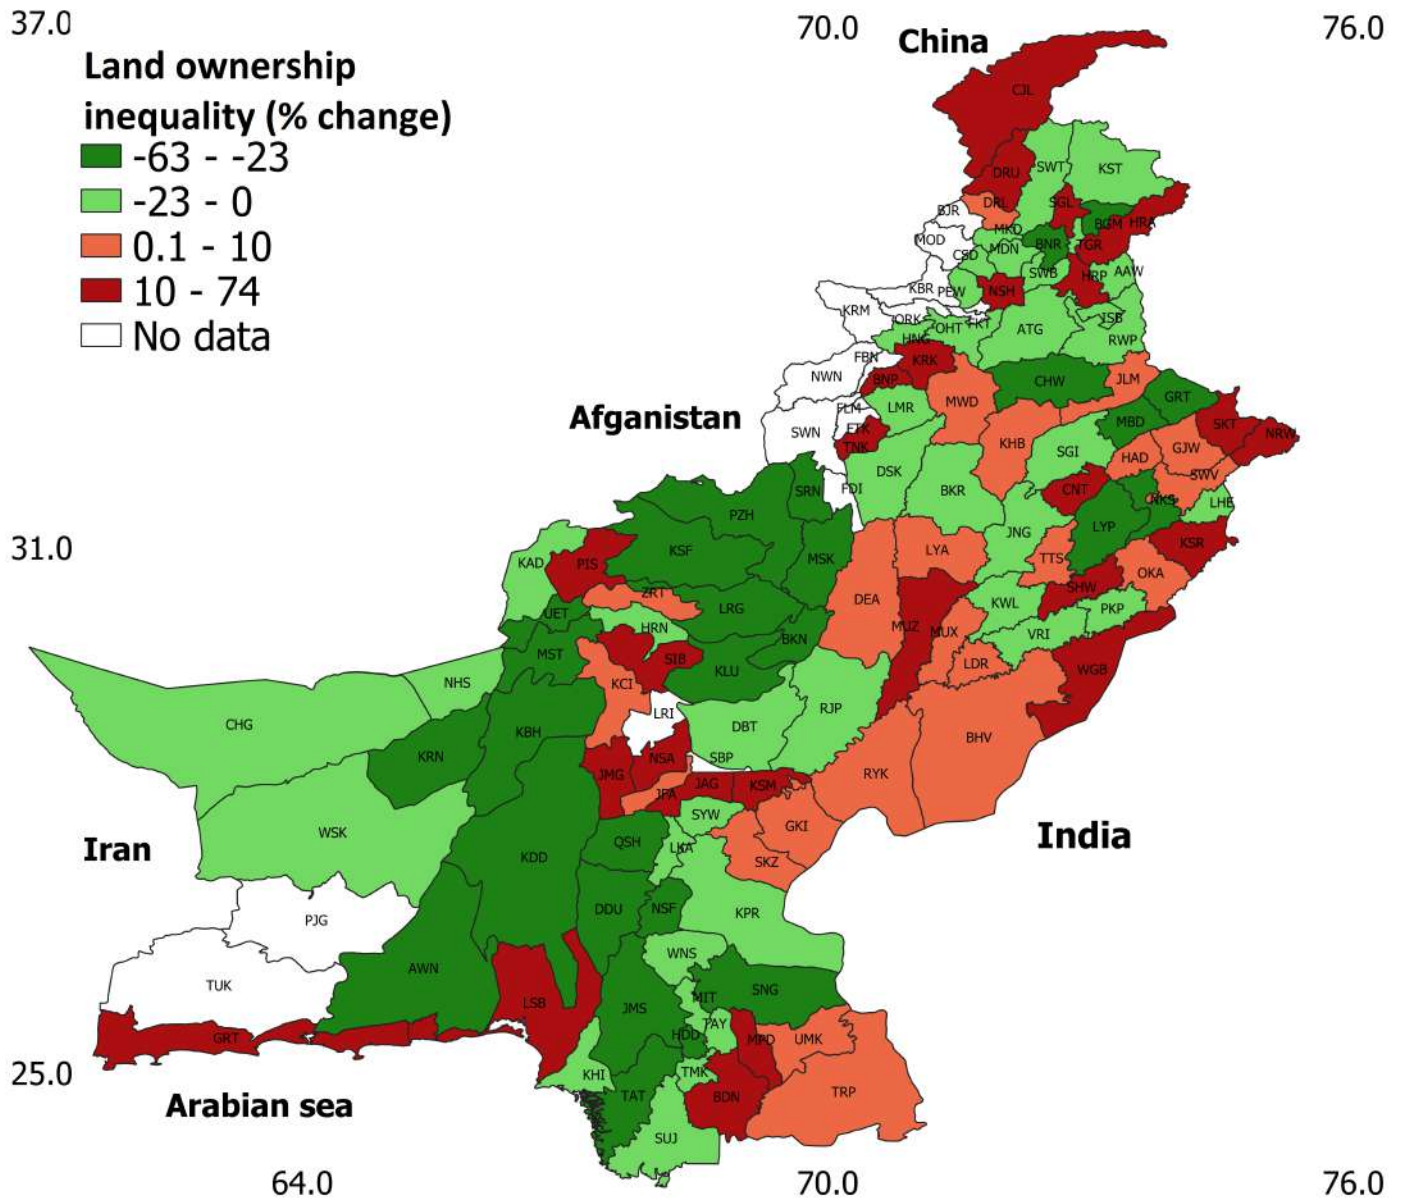 37.0
70.0
76.0
China
Land ownership
inequality (% change)
-63 - -23
-23 - 0
0.1 - 10
10 - 74
No data
CJL
DRU
SWT
KST
DRL
SGL
BJR
BGM
HRA
MKD
MOD
MDN
BNR
TGR
CSD
SWB
HRP
AAW
KBR
PEW
NSH
KRM
ORK
OHT
FKT
ATG
ISB
HNG
RWP
FBN
KRK
NWN
BNP
CHW
JLM
GRT
Afganistan
FLM
LMR
MWD
MBD
SKT
NRW
SWN
FTK
TNK
KHB
SGI
HAD
GJW
SWV
DSK
SRN
FDI
BKR
CNT
NKS
LHE
PZH
LYP
31.0
KAD
PIS
KSF
MSK
LYA
JNG
TTS
KSR
OKA
SHW
ZRT
LRG
DEA
KWL
PKP
UET
HRN
BKN
MUZ
MUX
VRI
MST
SIB
KLU
LDR
WGB
NHS
KCI
LRI
RJP
CHG
DBT
BHV
KRN
KBH
NSA
SBP
JMG
RYK
JFA
JAG
KSM
SYW
GKI
India
Iran
WSK
QSH
LKA
KDD
SKZ
PJG
DDU
NSF
KPR
WNS
AWN
TUK
LSB
MIT
SNG
JMS
TAY
GRT
HDD
MPD
UMK
25.0
KHI
TMK
TAT
BDN
TRP
Arabian sea
SUJ
64.0
70.0
76.0